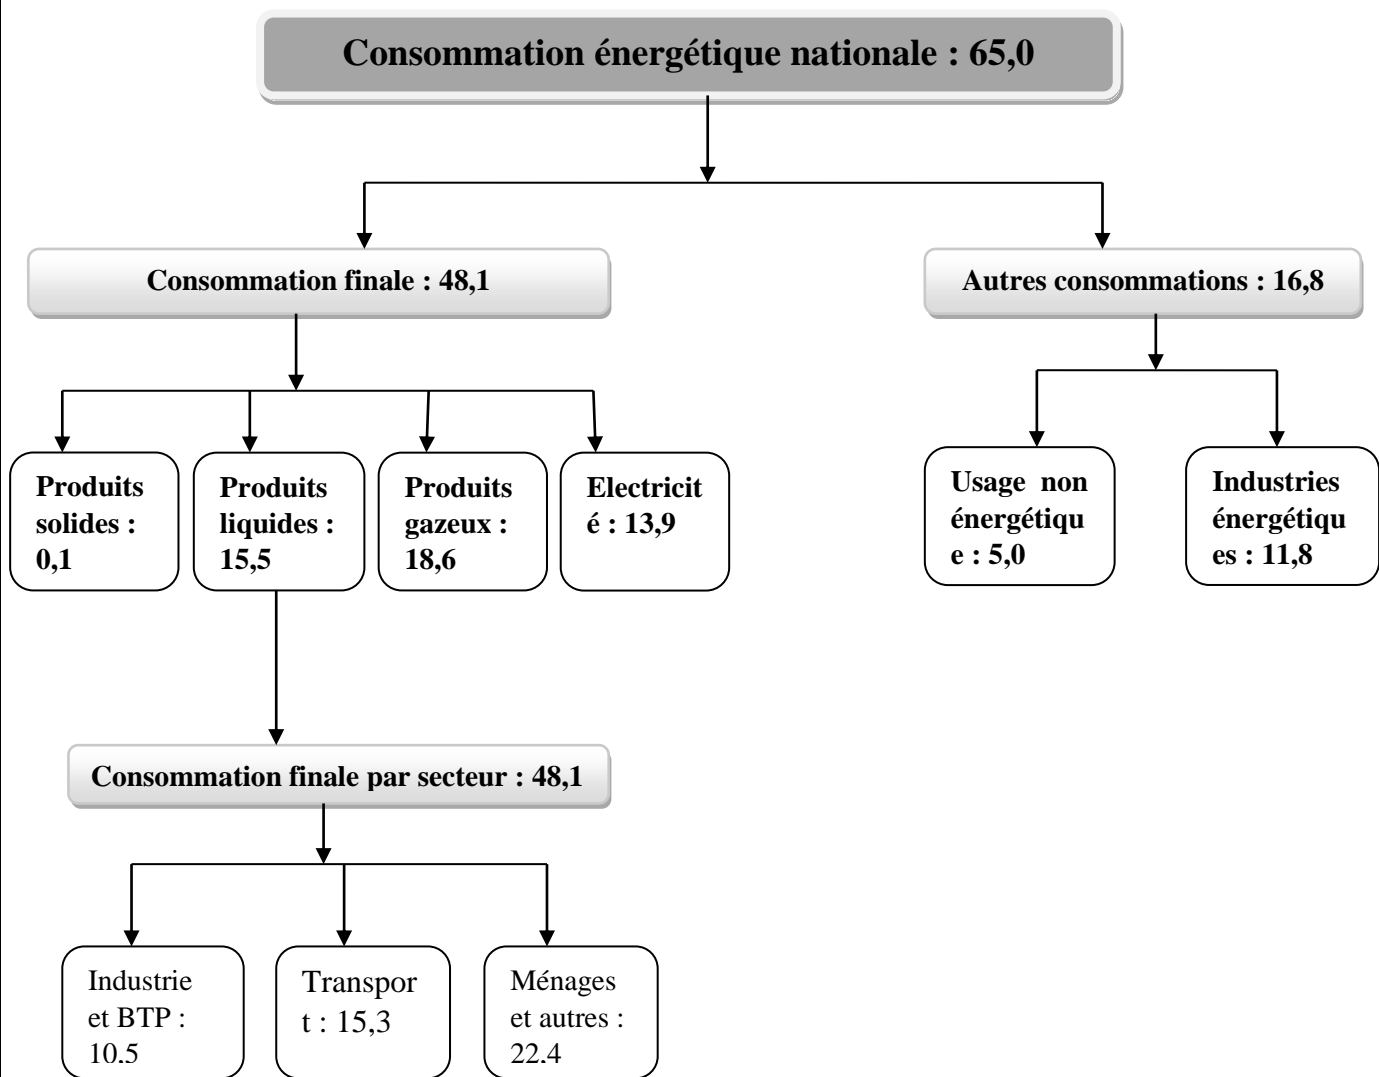 Consommation énergétique nationale : 65,0
Consommation finale : 48,1
Autres consommations : 16,8
Produits
solides :
0,1
Produits
liquides :
15,5
Produits
gazeux :
18,6
Electricit
é : 13,9
Usage non
énergétiqu
e : 5,0
Industries
énergétiqu
es : 11,8
Consommation finale par secteur : 48,1
Industrie
et BTP :
10,5
Transpor
t : 15,3
Ménages
et autres :
22,4